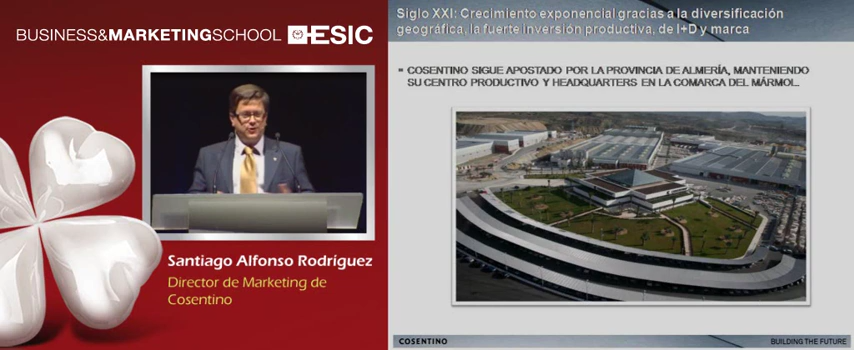 BUSINESS&MARKETINGSCHOOL ESIC
Santiago Alfonso Rodríguez
Director de Marketing de
Cosentino
Siglo XXI: Crecimiento exponencial gracias a la diversificación
geográfica, la fuerte inversión productiva, de I+D y marca
COSENTINO SIGUE APOSTADO POR LA PROVINCIA DE ALMERÍA, MANTENIENDO
SU CENTRO PRODUCTIVO Y HEADQUARTERS EN LA COMARCA DEL MÁRMOL.
COSENTINO
BUILDING THE FUTURE